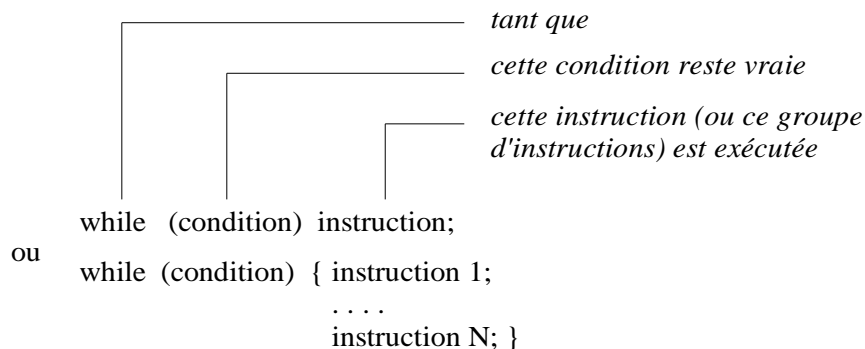 tant que
cette condition reste vraie
cette instruction (ou ce groupe
d'instructions) est exécutée
while (condition) instruction;
ou
while (condition) { instruction 1;
. . . .
instruction N; }